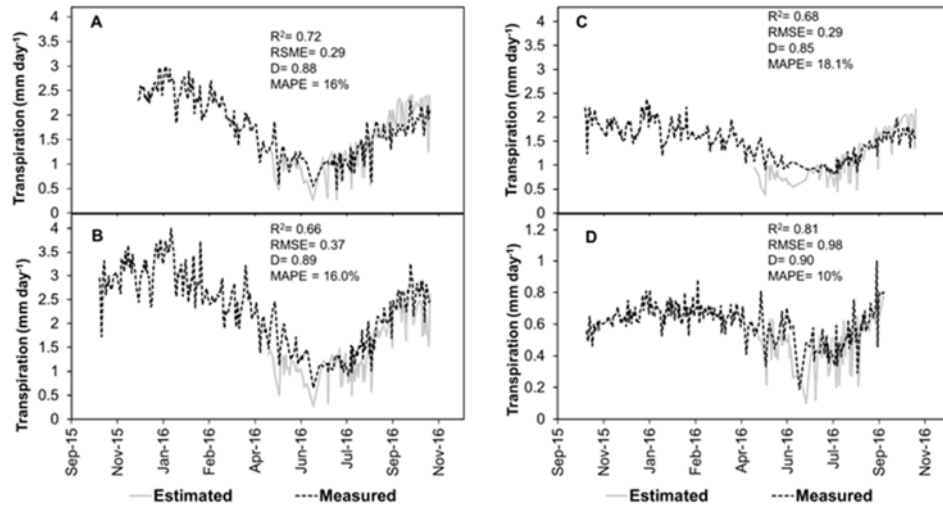 A
R²= 0.72
RSME = 0.29
D = 0.88
MAPE = 16%
Transpiration (mm day⁻¹)
4
3.5
3
2.5
2
1.5
1
0.5
0
C
R²= 0.68
RMSE= 0.29
D= 0.85
MAPE= 18.1%
Transpiration (mm day⁻¹)
4
3.5
3
2.5
2
1.5
1
0.5
0
B
R²= 0.66
RMSE= 0.37
D= 0.89
MAPE = 16.0%
Transpiration (mm day⁻¹)
4
3.5
3
2.5
2
1.5
1
0.5
0
D
R²= 0.81
RMSE= 0.98
D= 0.90
MAPE= 10%
Transpiration (mm day⁻¹)
1.2
1
0.8
0.6
0.4
0.2
0
Sep-15
Nov-15
Jan-16
Feb-16
Apr-16
Jun-16
Jul-16
Sep-16
Nov-16
Sep-15
Nov-15
Jan-16
Feb-16
Apr-16
Jun-16
Jul-16
Sep-16
Nov-16
Estimated
Measured
Estimated
Measured